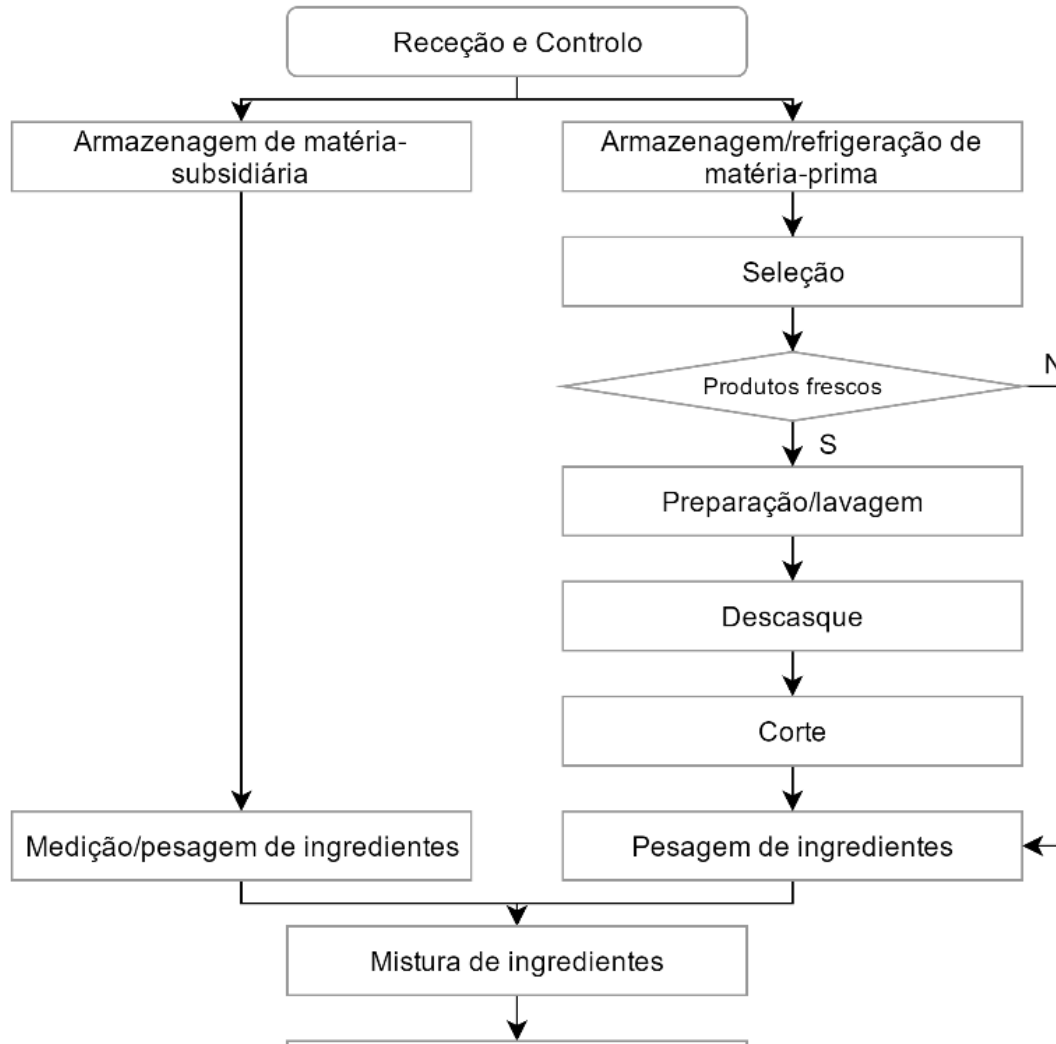 Receção e Controlo
Armazenagem de matéria-
subsidiária
Armazenagem/refrigeração de
matéria-prima
Seleção
Produtos frescos
N
S
Preparação/lavagem
Descasque
Corte
Medição/pesagem de ingredientes
Pesagem de ingredientes
Mistura de ingredientes